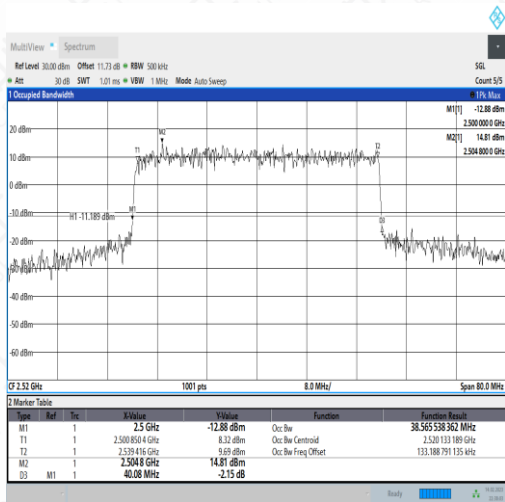 MultiView Spectrum
Ref Level 30.00 dBm Offset 11.73 dB RBW 500 kHz SGL
Att 30 dB SWT 1.01 ms VBW 1 MHz Mode Auto Sweep Count 5/5
1 Occupied Bandwidth 1Pk Max
M1[1] -12.88 dBm
2.500 000 0 GHz
M2[1] 14.81 dBm
2.504 800 0 GHz
20 dBm
M2
T1
T2
10 dBm
0 dBm
-10 dBm
M1
H1 -11.189 dBm
D3
-20 dBm
-30 dBm
-40 dBm
-50 dBm
-60 dBm
CF 2.52 GHz 1001 pts 8.0 MHz/ Span 80.0 MHz
2 Marker Table
Type Ref Trc X-Value Y-Value Function Function Result
M1 1 2.5 GHz -12.88 dBm Occ Bw 38.565 538 362 MHz
T1 1 2.500 850 4 GHz 8.32 dBm Occ Bw Centroid 2.520 133 189 GHz
T2 1 2.539 416 GHz 9.69 dBm Occ Bw Freq Offset 133.188 791 135 kHz
M2 1 2.504 8 GHz 14.81 dBm
D3 M1 1 40.08 MHz -2.15 dB
Ready